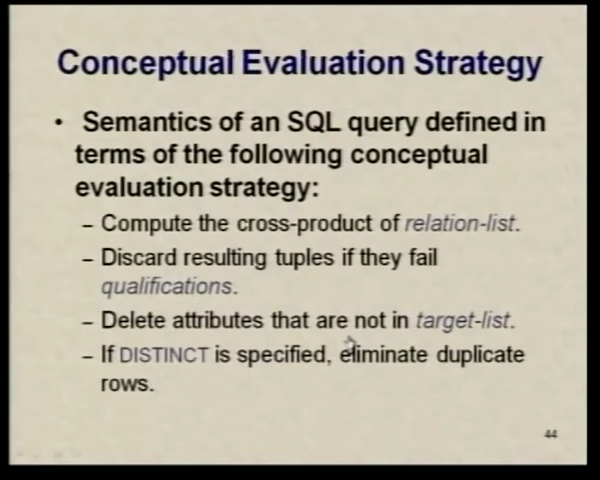 Conceptual Evaluation Strategy
• Semantics of an SQL query defined in
terms of the following conceptual
evaluation strategy:
– Compute the cross-product of relation-list.
– Discard resulting tuples if they fail
qualifications.
– Delete attributes that are not in target-list.
– If DISTINCT is specified, eliminate duplicate
rows.
44